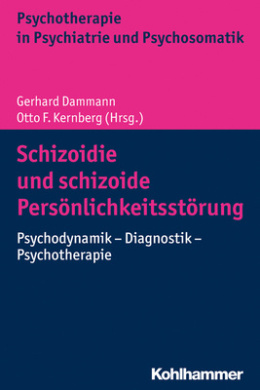 Psychotherapie
in Psychiatrie und Psychosomatik
Gerhard Dammann
Otto F. Kernberg (Hrsg.)
Schizoidie
und schizoide
Persönlichkeitsstörung
Psychodynamik – Diagnostik –
Psychotherapie
Kohlhammer